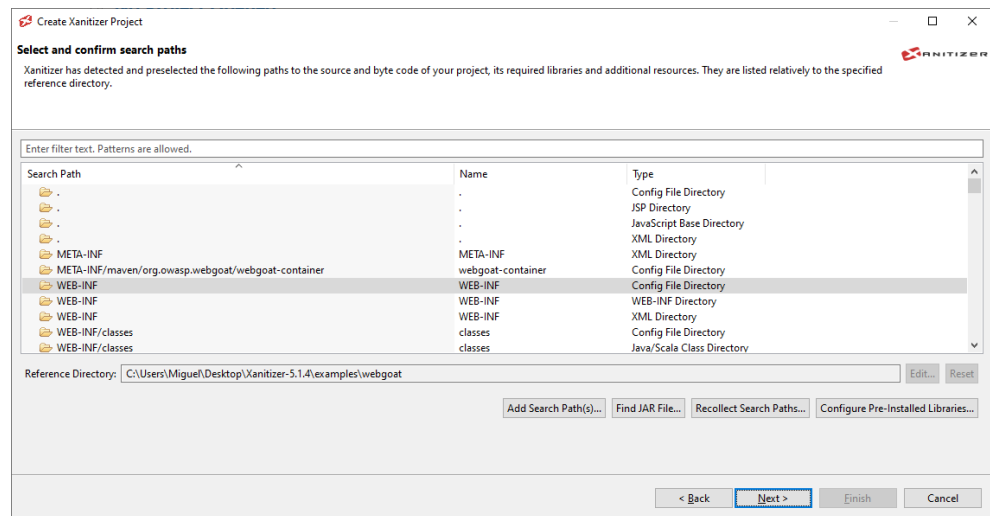 Create Xanitizer Project
Select and confirm search paths
XANITIZER
Xanitizer has detected and preselected the following paths to the source and byte code of your project, its required libraries and additional resources. They are listed relatively to the specified
reference directory.
Enter filter text. Patterns are allowed.
Search Path Name Type
. . Config File Directory
. . JSP Directory
. . JavaScript Base Directory
. . XML Directory
META-INF META-INF XML Directory
META-INF/maven/org.owasp.webgoat/webgoat-container webgoat-container Config File Directory
WEB-INF WEB-INF Config File Directory
WEB-INF WEB-INF WEB-INF Directory
WEB-INF WEB-INF XML Directory
WEB-INF/classes classes Config File Directory
WEB-INF/classes classes Java/Scala Class Directory
Reference Directory: C:\Users\Miguel\Desktop\Xanitizer-5.1.4\examples\webgoat Edit... Reset
Add Search Path(s)... Find JAR File... Recollect Search Paths... Configure Pre-Installed Libraries...
< Back Next > Finish Cancel